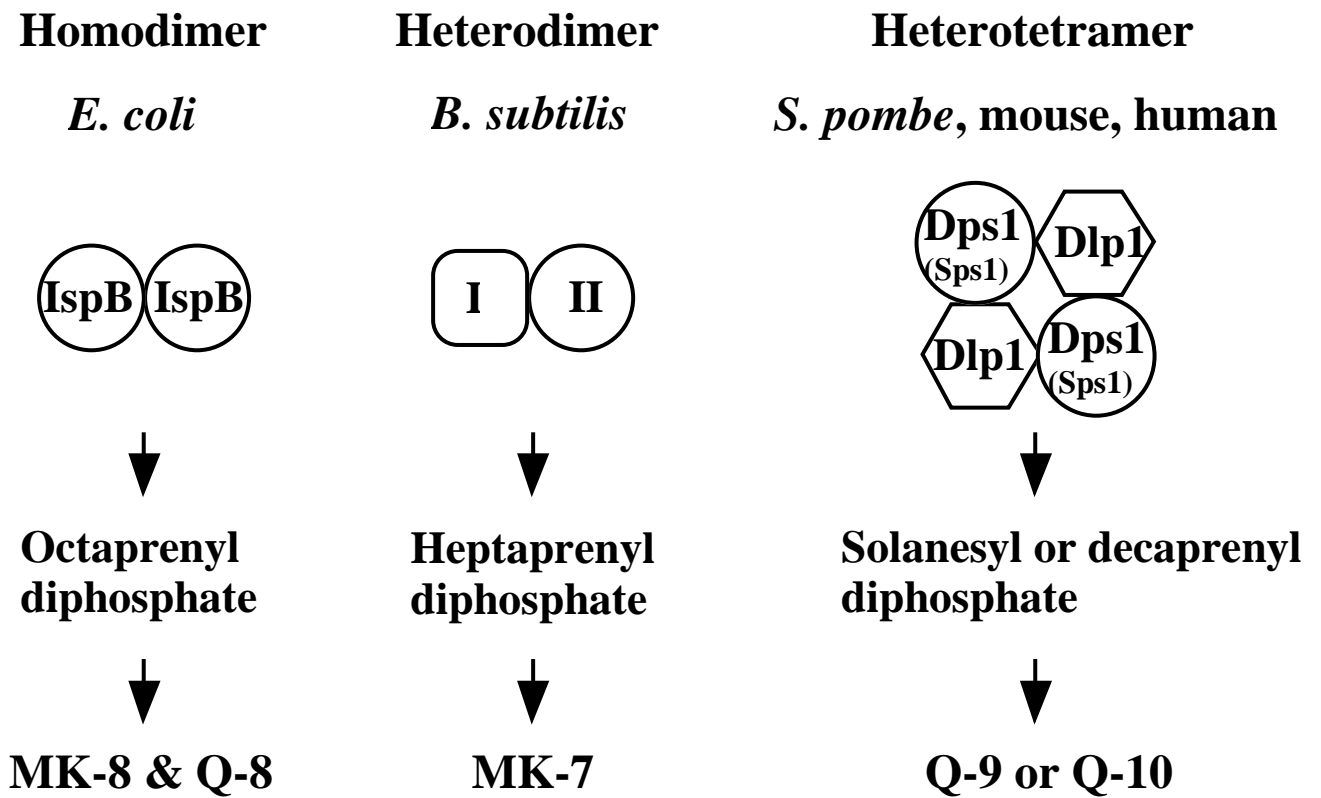 Homodimer
E. coli
IspB IspB
Octaprenyl
diphosphate
MK-8 & Q-8
Heterodimer
B. subtilis
I II
Heptaprenyl
diphosphate
MK-7
Heterotetramer
S. pombe, mouse, human
Dps1
(Sps1)
Dlp1
Dlp1
Dps1
(Sps1)
Solanesyl or decaprenyl
diphosphate
Q-9 or Q-10